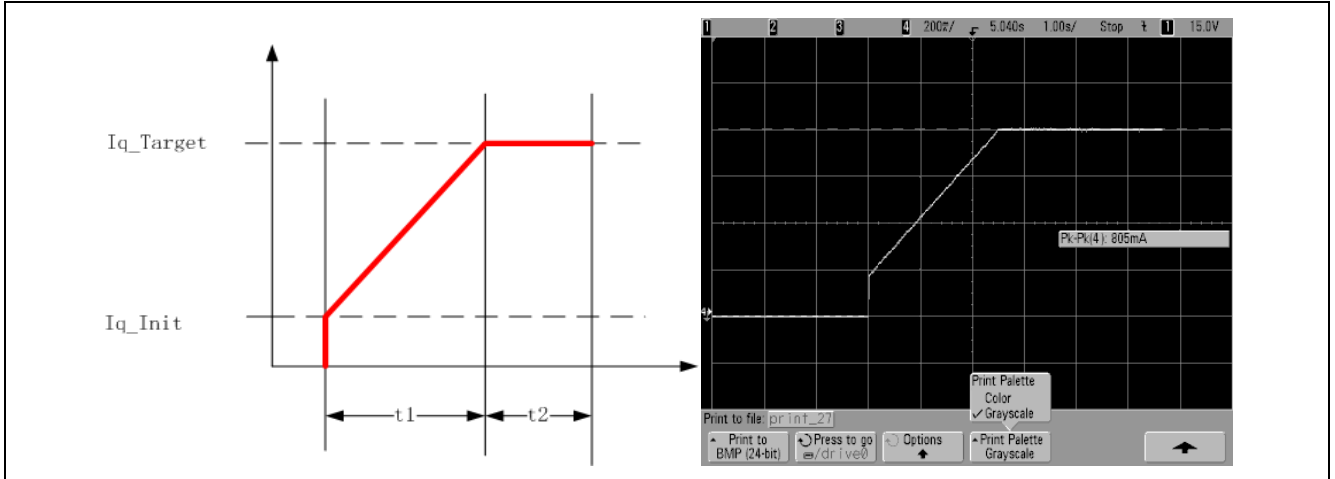 Iq_Target
Iq_Init
t1
t2
1 2 3 4 200%/ 5.040s 1.00s/ Stop 1 15.0V
Pk-Pk(4): 805mA
4
Print Palette
Color
✓ Grayscale
Print to file: print_27
Print to
BMP (24-bit)
Press to go
/drive0
Options
Print Palette
Grayscale